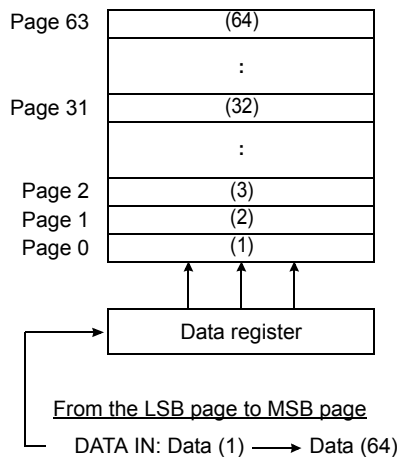 Page 63 (64)
:
Page 31 (32)
:
Page 2 (3)
Page 1 (2)
Page 0 (1)
Data register
From the LSB page to MSB page
DATA IN: Data (1) Data (64)